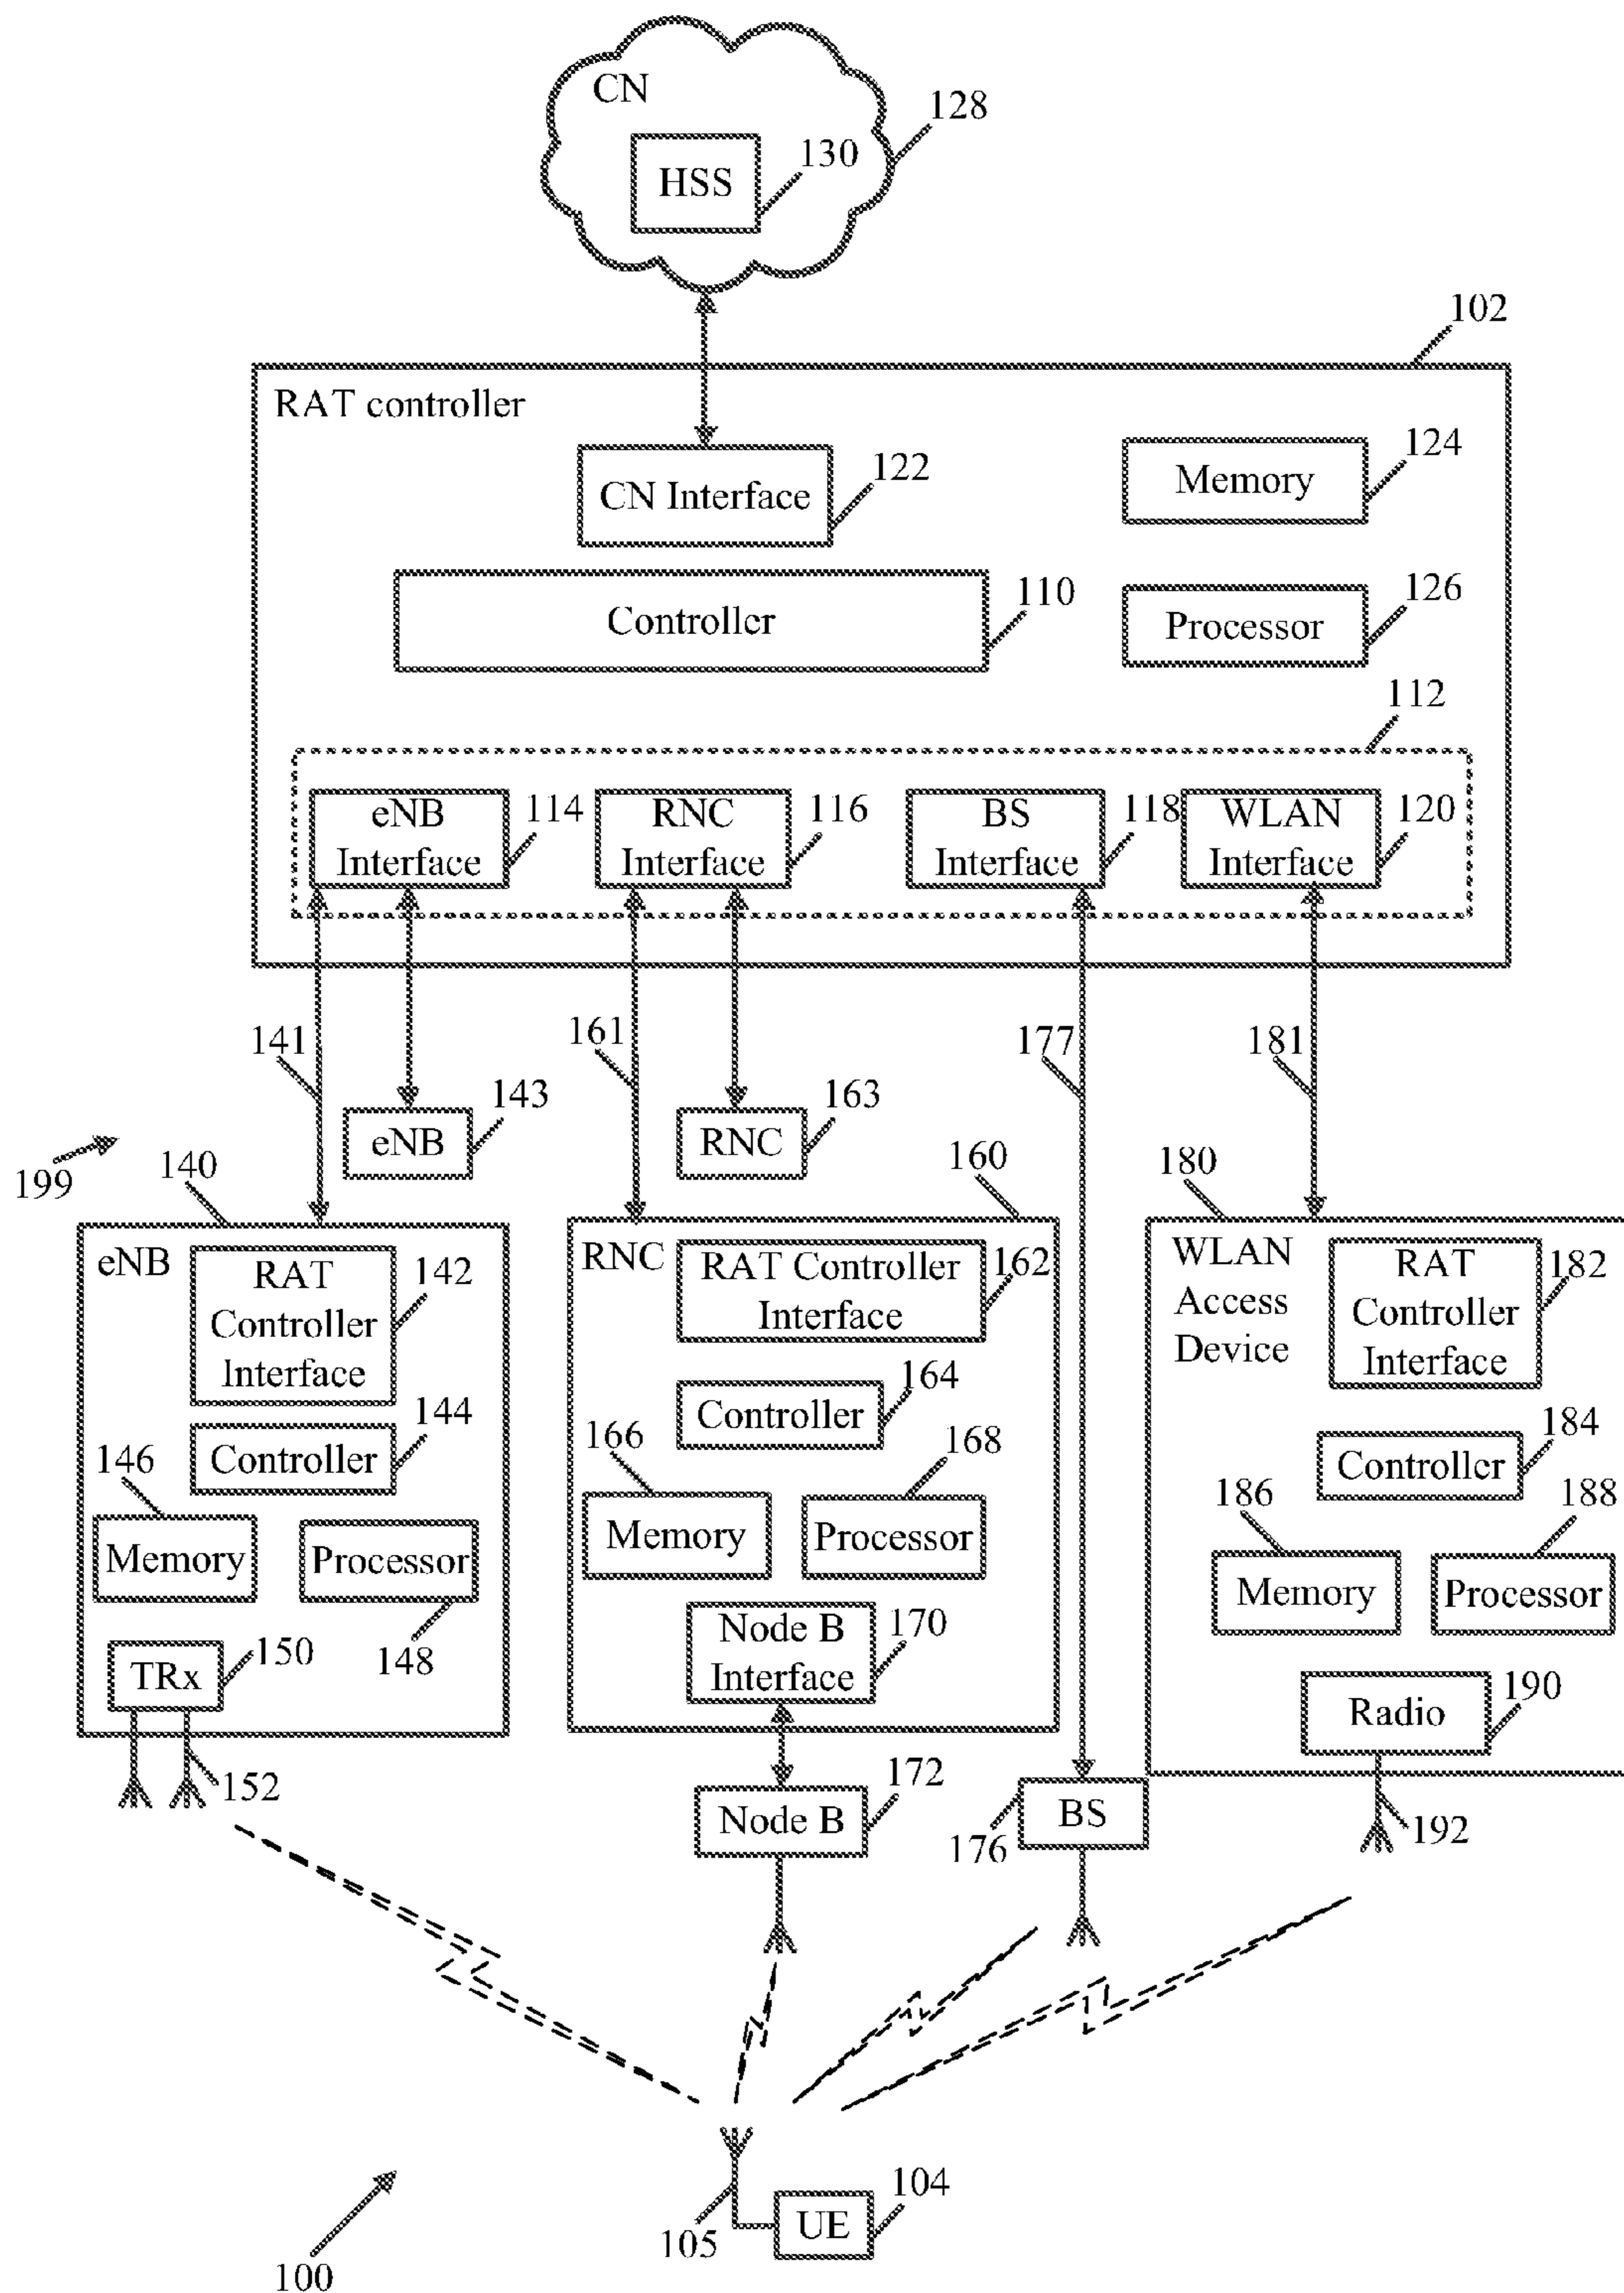 CN
128
HSS
130
102
RAT controller
CN Interface
122
Memory
124
Controller
110
Processor
126
112
eNB
Interface
114
RNC
Interface
116
BS
Interface
118
WLAN
Interface
120
141
161
177
181
eNB
143
RNC
163
199
140
160
180
eNB
RAT
Controller
Interface
142
Controller
144
146
Memory
Processor
148
TRx
150
152
RNC
RAT Controller
Interface
162
Controller
164
166
168
Memory
Processor
Node B
Interface
170
Node B
172
BS
176
WLAN
Access
Device
RAT
Controller
Interface
182
Controller
184
186
188
Memory
Processor
Radio
190
192
105
UE
104
100